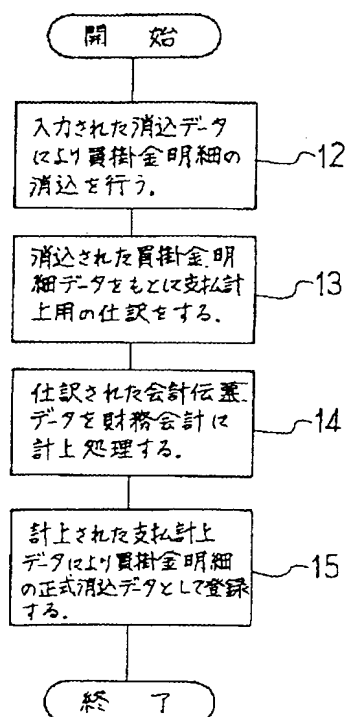 開 始
入力された消込データ
により買掛金明細の
消込を行う。
12
消込された買掛金明
細データをもとにして支払計
上用の仕訳をする。
13
仕訳された会計伝票
データを財務会計に
計上処理する。
14
計上された支払計上
データにより買掛金明細
の正式消込データとして登録
する。
15
終 了